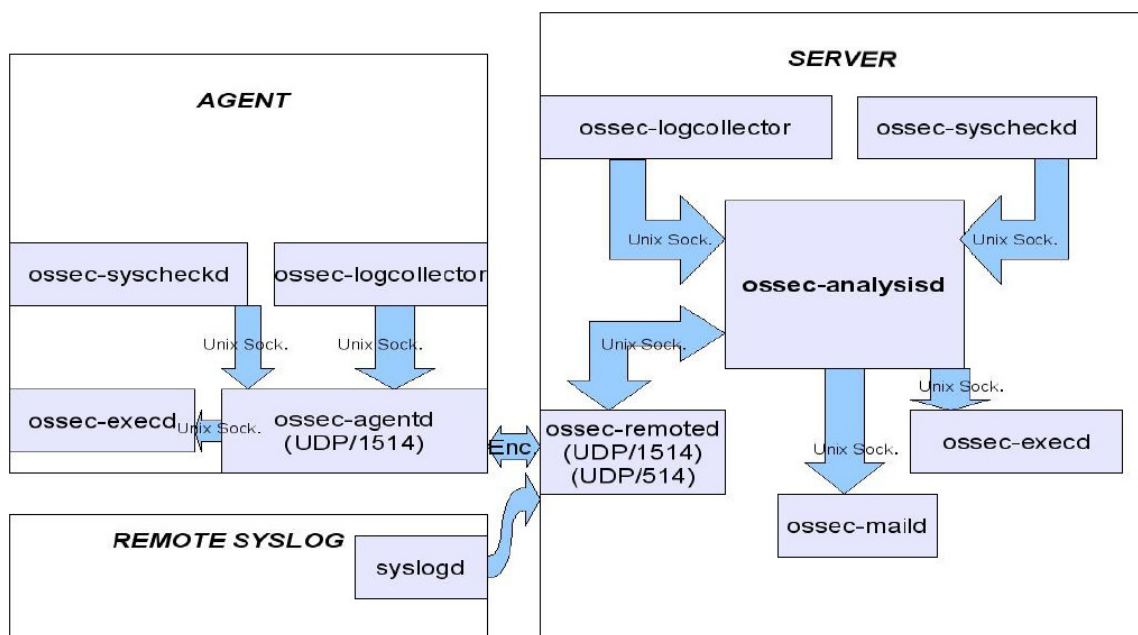 AGENT
ossec-syscheckd
ossec-logcollector
Unix Sock.
Unix Sock.
ossec-execd
Unix Sock.
ossec-agentd
(UDP/1514)
Enc
REMOTE SYSLOG
syslogd
SERVER
ossec-logcollector
ossec-syscheckd
Unix Sock.
Unix Sock.
ossec-analysisd
Unix Sock.
ossec-remoted
(UDP/1514)
(UDP/514)
Unix Sock.
Unix Sock.
ossec-execd
ossec-maild